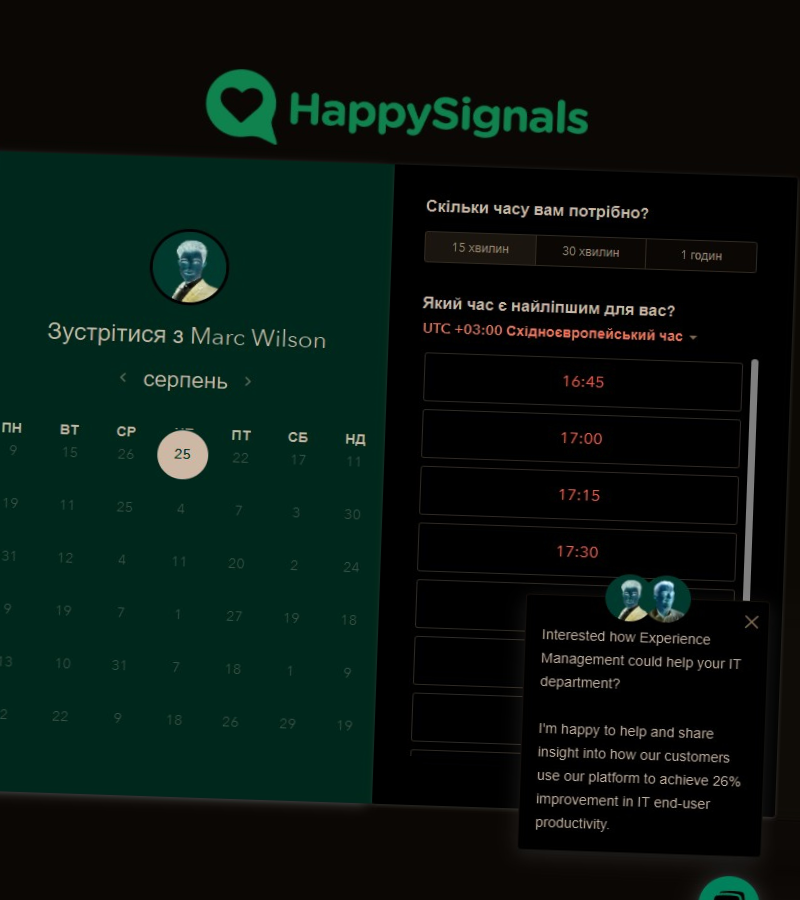 HappySignals
Зустрітися з Marc Wilson
серпень
ПН ВТ СР ЧТ ПТ СБ НД
9 15 26 25 22 17 11
19 11 25 4 7 3 30
31 12 4 11 20 2 24
9 19 7 1 27 19 18
13 10 31 7 18 1 9
2 22 9 18 26 29 19
Скільки часу вам потрібно?
15 хвилин 30 хвилин 1 годин
Який час є найліпшим для вас?
UTC +03:00 Східноєвропейський час
16:45
17:00
17:15
17:30
Interested how Experience
Management could help your IT
department?
I'm happy to help and share
insight into how our customers
use our platform to achieve 26%
improvement in IT end-user
productivity.